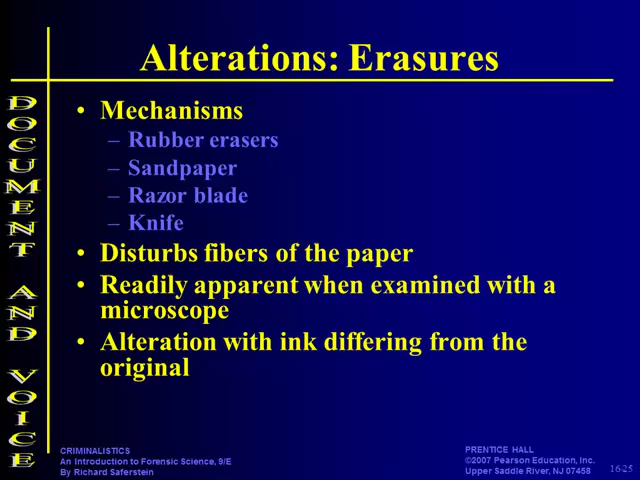 Alterations: Erasures
DOCUMENT AND VOICE
• Mechanisms
– Rubber erasers
– Sandpaper
– Razor blade
– Knife
• Disturbs fibers of the paper
• Readily apparent when examined with a
microscope
• Alteration with ink differing from the
original
CRIMINALISTICS
An Introduction to Forensic Science, 9/E
By Richard Saferstein
PRENTICE HALL
©2007 Pearson Education, Inc.
Upper Saddle River, NJ 07458
16-25